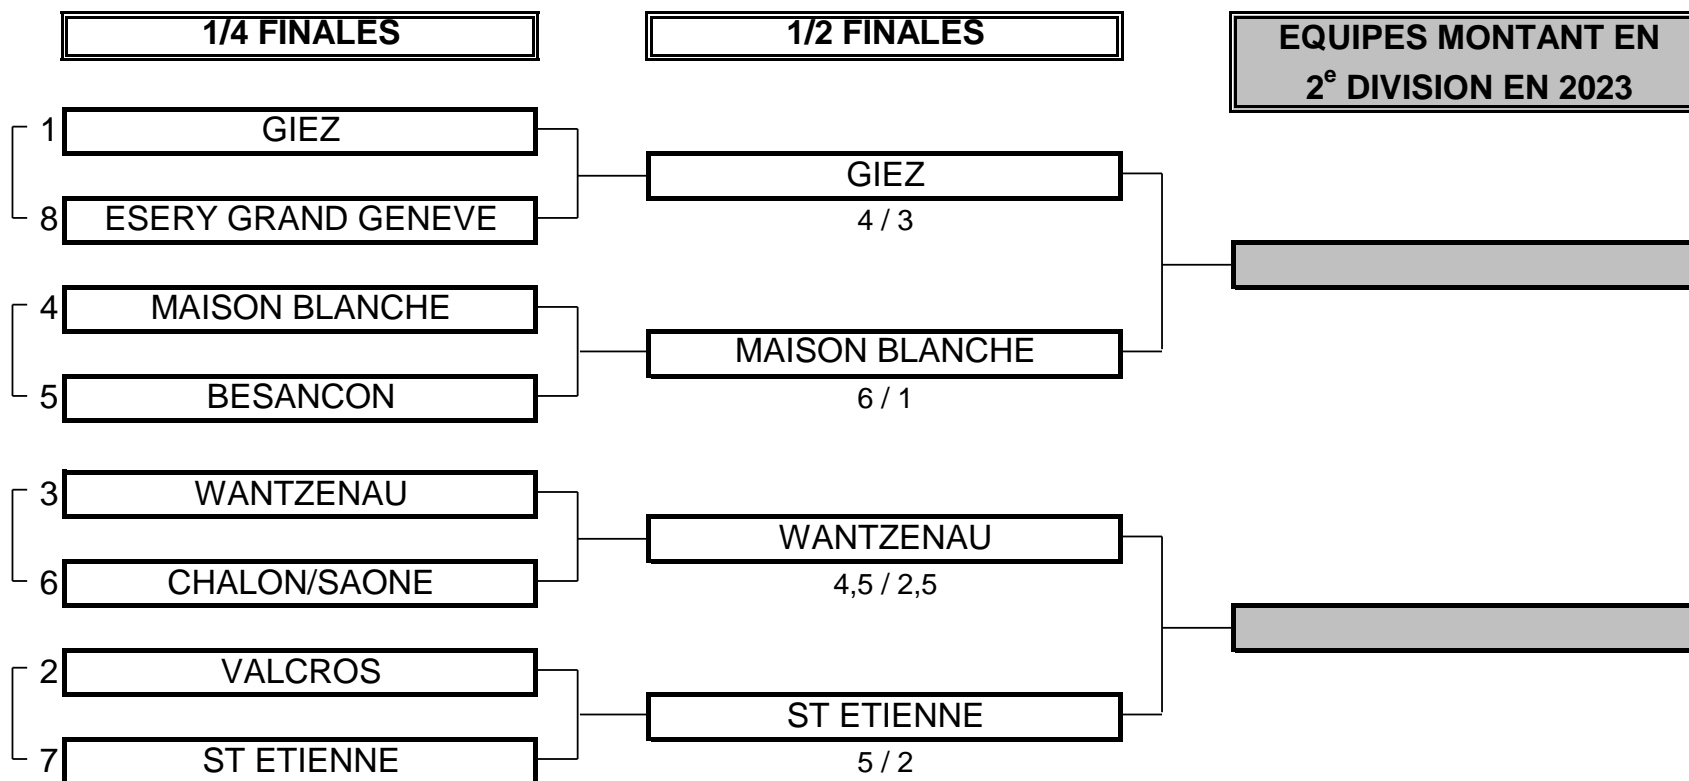 1/4 FINALES
1/2 FINALES
EQUIPES MONTANT EN
2e DIVISION EN 2023
1 GIEZ
8 ESERY GRAND GENEVE
GIEZ
4 / 3
4 MAISON BLANCHE
5 BESANCON
MAISON BLANCHE
6 / 1
3 WANTZENAU
6 CHALON/SAONE
WANTZENAU
4,5 / 2,5
2 VALCROS
7 ST ETIENNE
ST ETIENNE
5 / 2